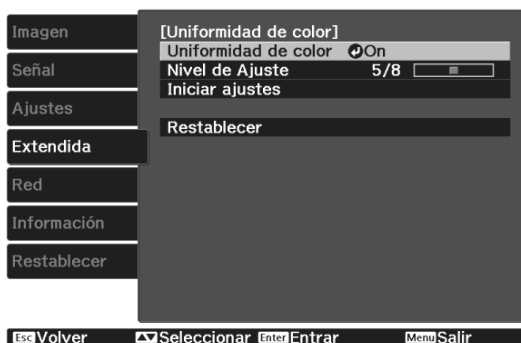 Imagen
Señal
Ajustes
Extendida
Red
Información
Restablecer
[Uniformidad de color]
Uniformidad de color On
Nivel de Ajuste 5/8
Iniciar ajustes
Restablecer
Esc Volver Seleccionar Enter Entrar Menu Salir